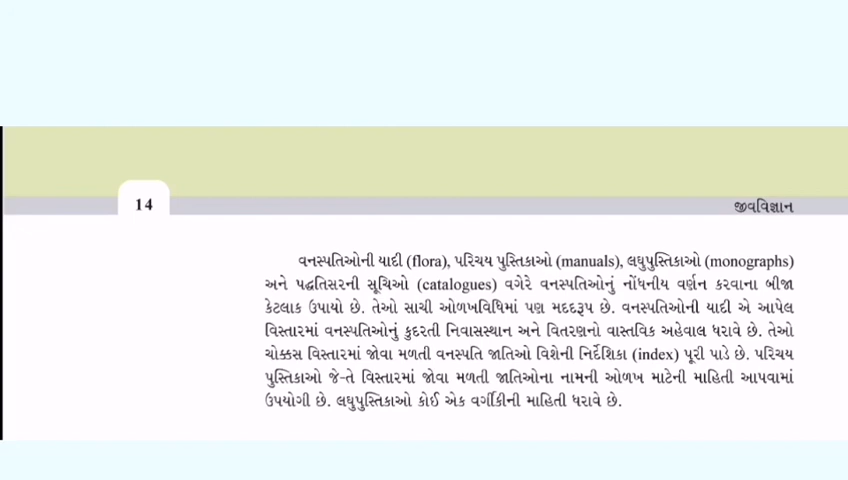 14
જીવવિજ્ઞાન
વનસ્પતિઓની યાદી (flora), પરિચય પુસ્તિકાઓ (manuals), લઘુપુસ્તિકાઓ (monographs)
અને પદ્ધતિસરની સૂચિઓ (catalogues) વગેરે વનસ્પતિઓનું નોંધનીય વર્ણન કરવાના બીજા
કેટલાક ઉપાયો છે. તેઓ સાચી ઓળખવિધિમાં પણ મદદરૂપ છે. વનસ્પતિઓની યાદી એ આપેલ
વિસ્તારમાં વનસ્પતિઓનું કુદરતી નિવાસસ્થાન અને વિતરણનો વાસ્તવિક અહેવાલ ધરાવે છે. તેઓ
ચોક્કસ વિસ્તારમાં જોવા મળતી વનસ્પતિ જાતિઓ વિશેની નિર્દેશિકા (index) પૂરી પાડે છે. પરિચય
પુસ્તિકાઓ જે-તે વિસ્તારમાં જોવા મળતી જાતિઓના નામની ઓળખ માટેની માહિતી આપવામાં
ઉપયોગી છે. લઘુપુસ્તિકાઓ કોઈ એક વર્ગીકીની માહિતી ધરાવે છે.